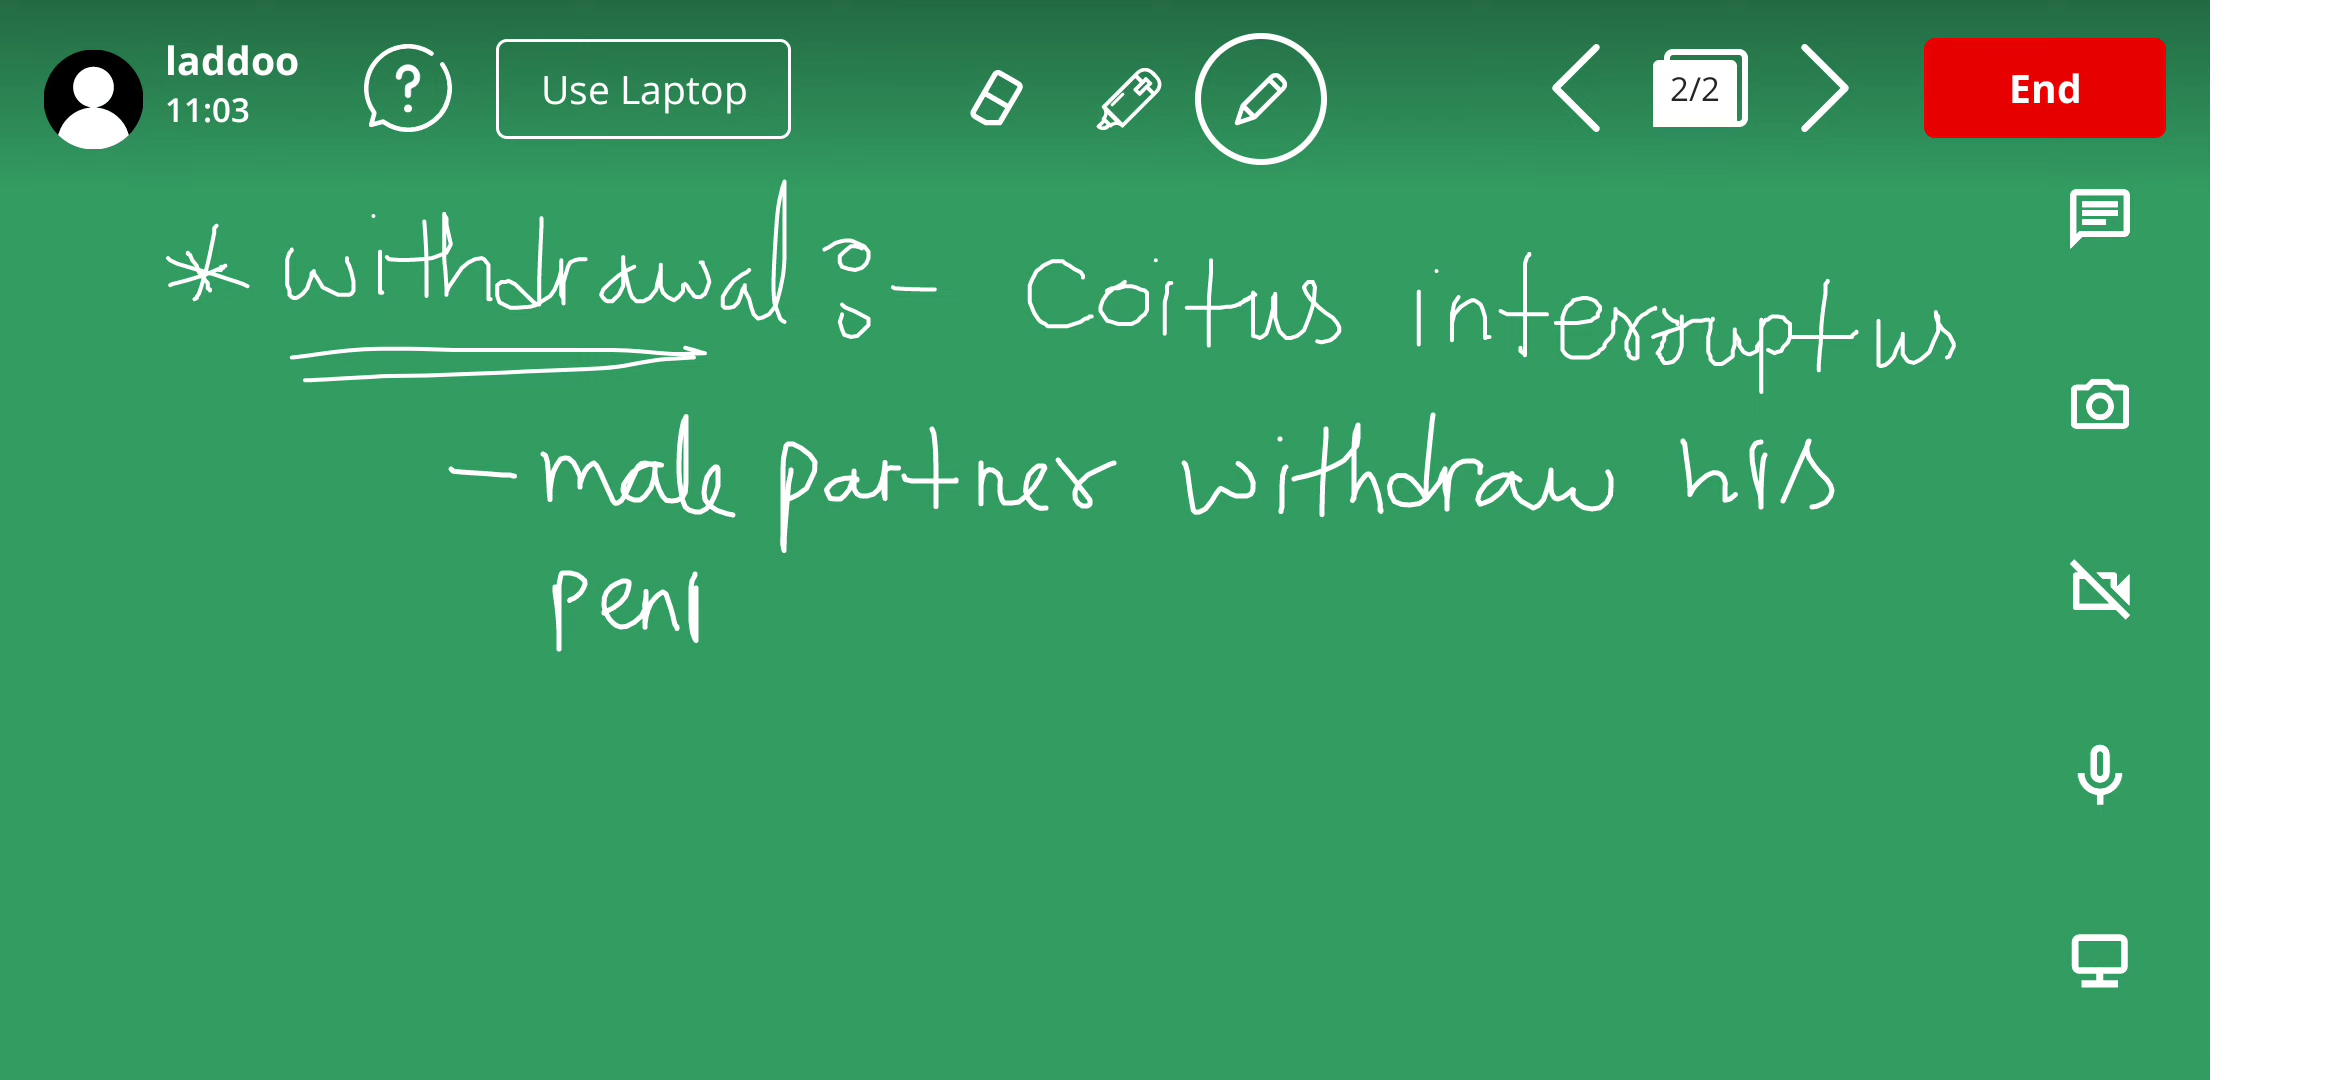 laddoo
11:03
Use Laptop
2/2
End
* withdrawal :- Coitus interruptus
- male partner withdraw his
peni